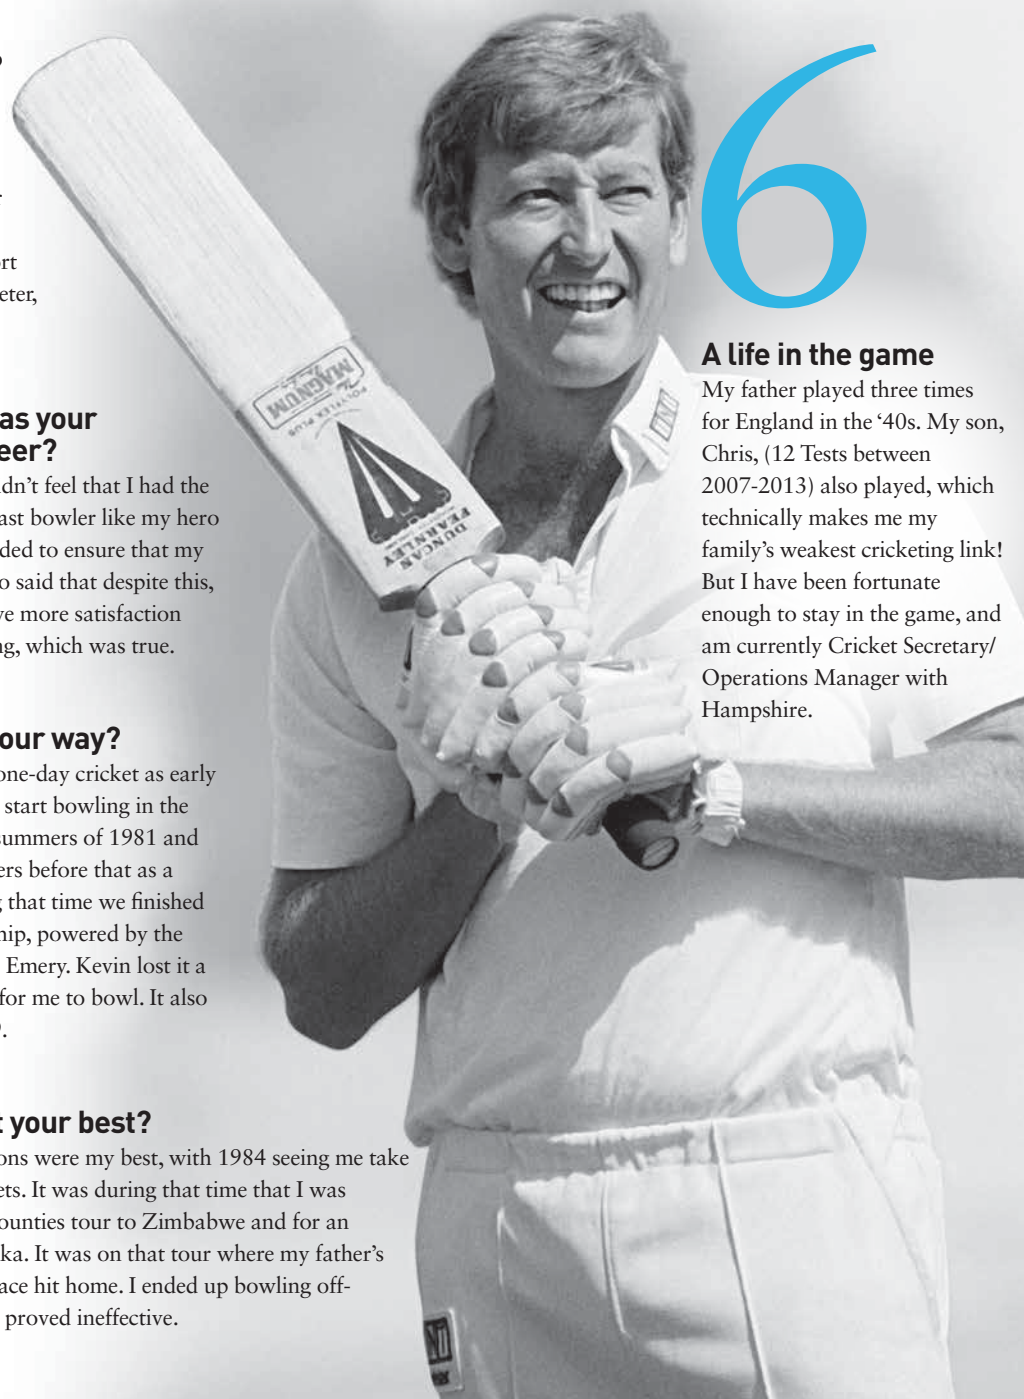 rt
eter,
as your
eer?
dn't feel that I had the
ast bowler like my hero
ded to ensure that my
o said that despite this,
ve more satisfaction
ng, which was true.
our way?
one-day cricket as early
start bowling in the
summers of 1981 and
ers before that as a
g that time we finished
hip, powered by the
Emery. Kevin lost it a
for me to bowl. It also
your best?
ons were my best, with 1984 seeing me take
ets. It was during that time that I was
ounties tour to Zimbabwe and for an
ka. It was on that tour where my father's
ace hit home. I ended up bowling off-
proved ineffective.
The
MAGNUM
POLYFLEX PLUS
DUNCAN
FEARNLEY
6
A life in the game
My father played three times
for England in the ‘40s. My son,
Chris, (12 Tests between
2007-2013) also played, which
technically makes me my
family's weakest cricketing link!
But I have been fortunate
enough to stay in the game, and
am currently Cricket Secretary/
Operations Manager with
Hampshire.